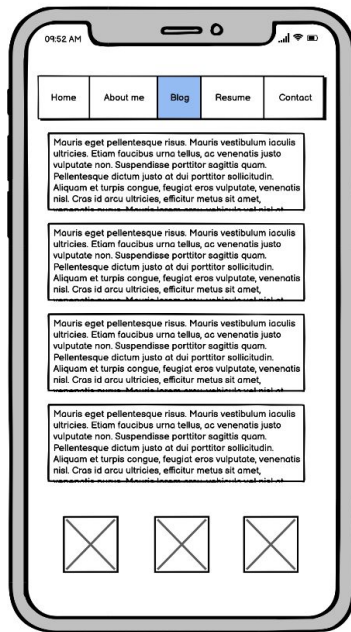 09:52 AM
Home About me Blog Resume Contact
Mauris eget pellentesque risus. Mauris vestibulum iaculis
ultricies. Etiam faucibus urna tellus, ac venenatis justo
vulputate non. Suspendisse porttitor sagittis quam.
Pellentesque dictum justo at dui porttitor sollicitudin.
Aliquam et turpis congue, feugiat eros vulputate, venenatis
nisl. Cras id arcu ultricies, efficitur metus sit amet,
Mauris eget pellentesque risus. Mauris vestibulum iaculis
ultricies. Etiam faucibus urna tellus, ac venenatis justo
vulputate non. Suspendisse porttitor sagittis quam.
Pellentesque dictum justo at dui porttitor sollicitudin.
Aliquam et turpis congue, feugiat eros vulputate, venenatis
nisl. Cras id arcu ultricies, efficitur metus sit amet,
Mauris eget pellentesque risus. Mauris vestibulum iaculis
ultricies. Etiam faucibus urna tellus, ac venenatis justo
vulputate non. Suspendisse porttitor sagittis quam.
Pellentesque dictum justo at dui porttitor sollicitudin.
Aliquam et turpis congue, feugiat eros vulputate, venenatis
nisl. Cras id arcu ultricies, efficitur metus sit amet,
Mauris eget pellentesque risus. Mauris vestibulum iaculis
ultricies. Etiam faucibus urna tellus, ac venenatis justo
vulputate non. Suspendisse porttitor sagittis quam.
Pellentesque dictum justo at dui porttitor sollicitudin.
Aliquam et turpis congue, feugiat eros vulputate, venenatis
nisl. Cras id arcu ultricies, efficitur metus sit amet,